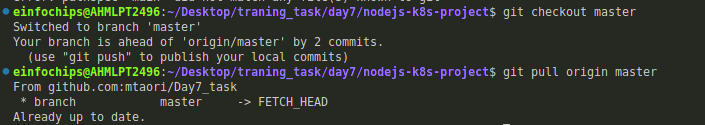 einfochips@AHMLPT2496:~/Desktop/traning_task/day7/nodejs-k8s-project$ git checkout master
Switched to branch 'master'
Your branch is ahead of 'origin/master' by 2 commits.
  (use "git push" to publish your local commits)
einfochips@AHMLPT2496:~/Desktop/traning_task/day7/nodejs-k8s-project$ git pull origin master
From github.com:mtaori/Day7_task
 * branch            master     -> FETCH_HEAD
Already up to date.